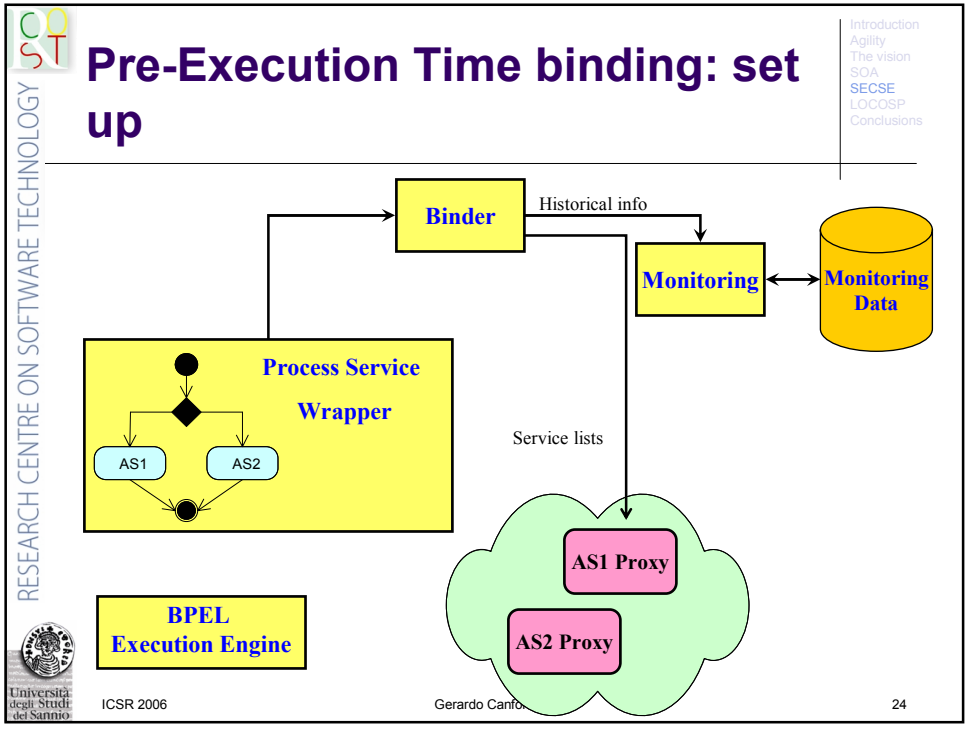 RCOST
RESEARCH CENTRE ON SOFTWARE TECHNOLOGY
Pre-Execution Time binding: set
up
Introduction
Agility
The vision
SOA
SECSE
LOCOSP
Conclusions
Binder
Historical info
Monitoring
Monitoring
Data
Process Service
Wrapper
AS1
AS2
Service lists
AS1 Proxy
AS2 Proxy
BPEL
Execution Engine
Università
degli Studi
del Sannio
ICSR 2006
Gerardo
24